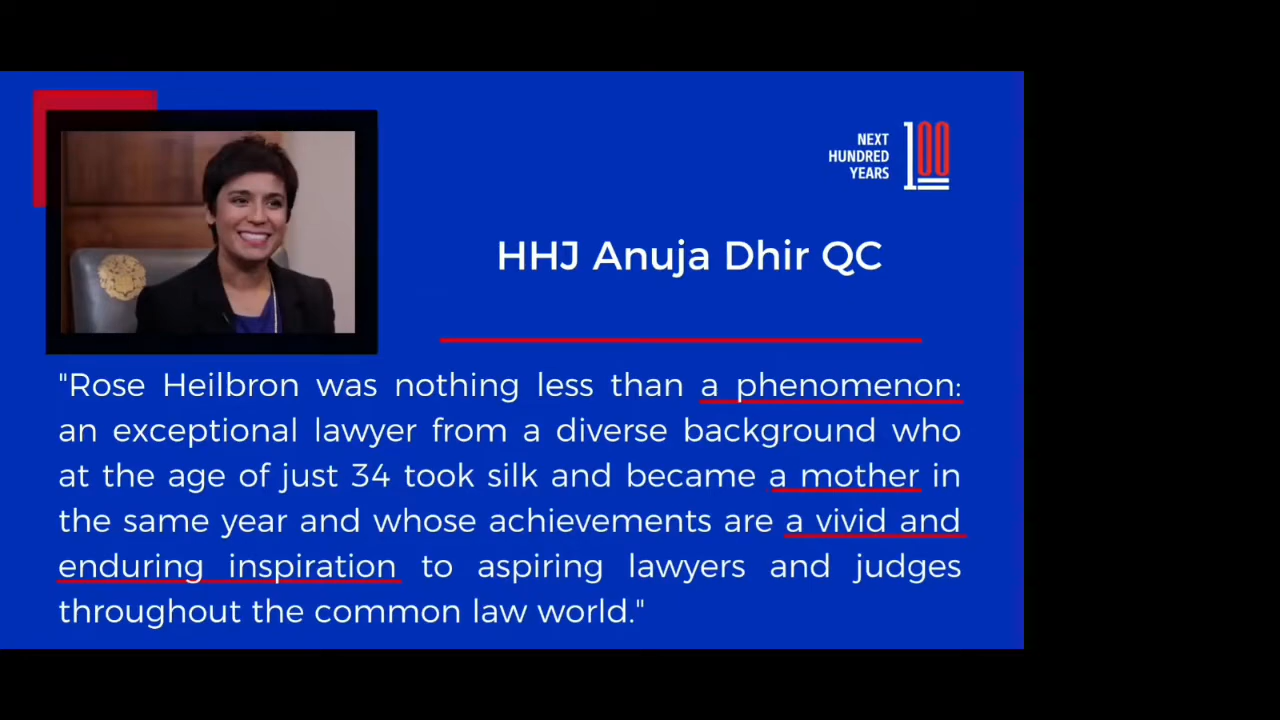 NEXT
HUNDRED
YEARS
100
HHJ Anuja Dhir QC
"Rose Heilbron was nothing less than a phenomenon:
an exceptional lawyer from a diverse background who
at the age of just 34 took silk and became a mother in
the same year and whose achievements are a vivid and
enduring inspiration to aspiring lawyers and judges
throughout the common law world."